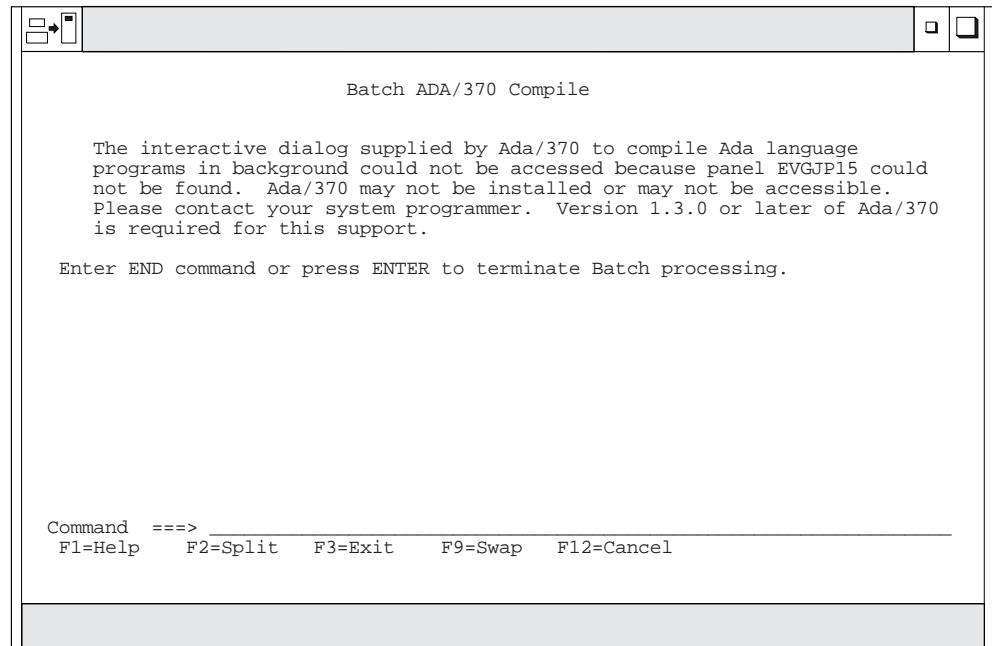 Batch ADA/370 Compile
The interactive dialog supplied by Ada/370 to compile Ada language
programs in background could not be accessed because panel EVGJP15 could
not be found.  Ada/370 may not be installed or may not be accessible.
Please contact your system programmer.  Version 1.3.0 or later of Ada/370
is required for this support.
Enter END command or press ENTER to terminate Batch processing.
Command  ===> ________________________________________________________
F1=Help    F2=Split    F3=Exit    F9=Swap    F12=Cancel